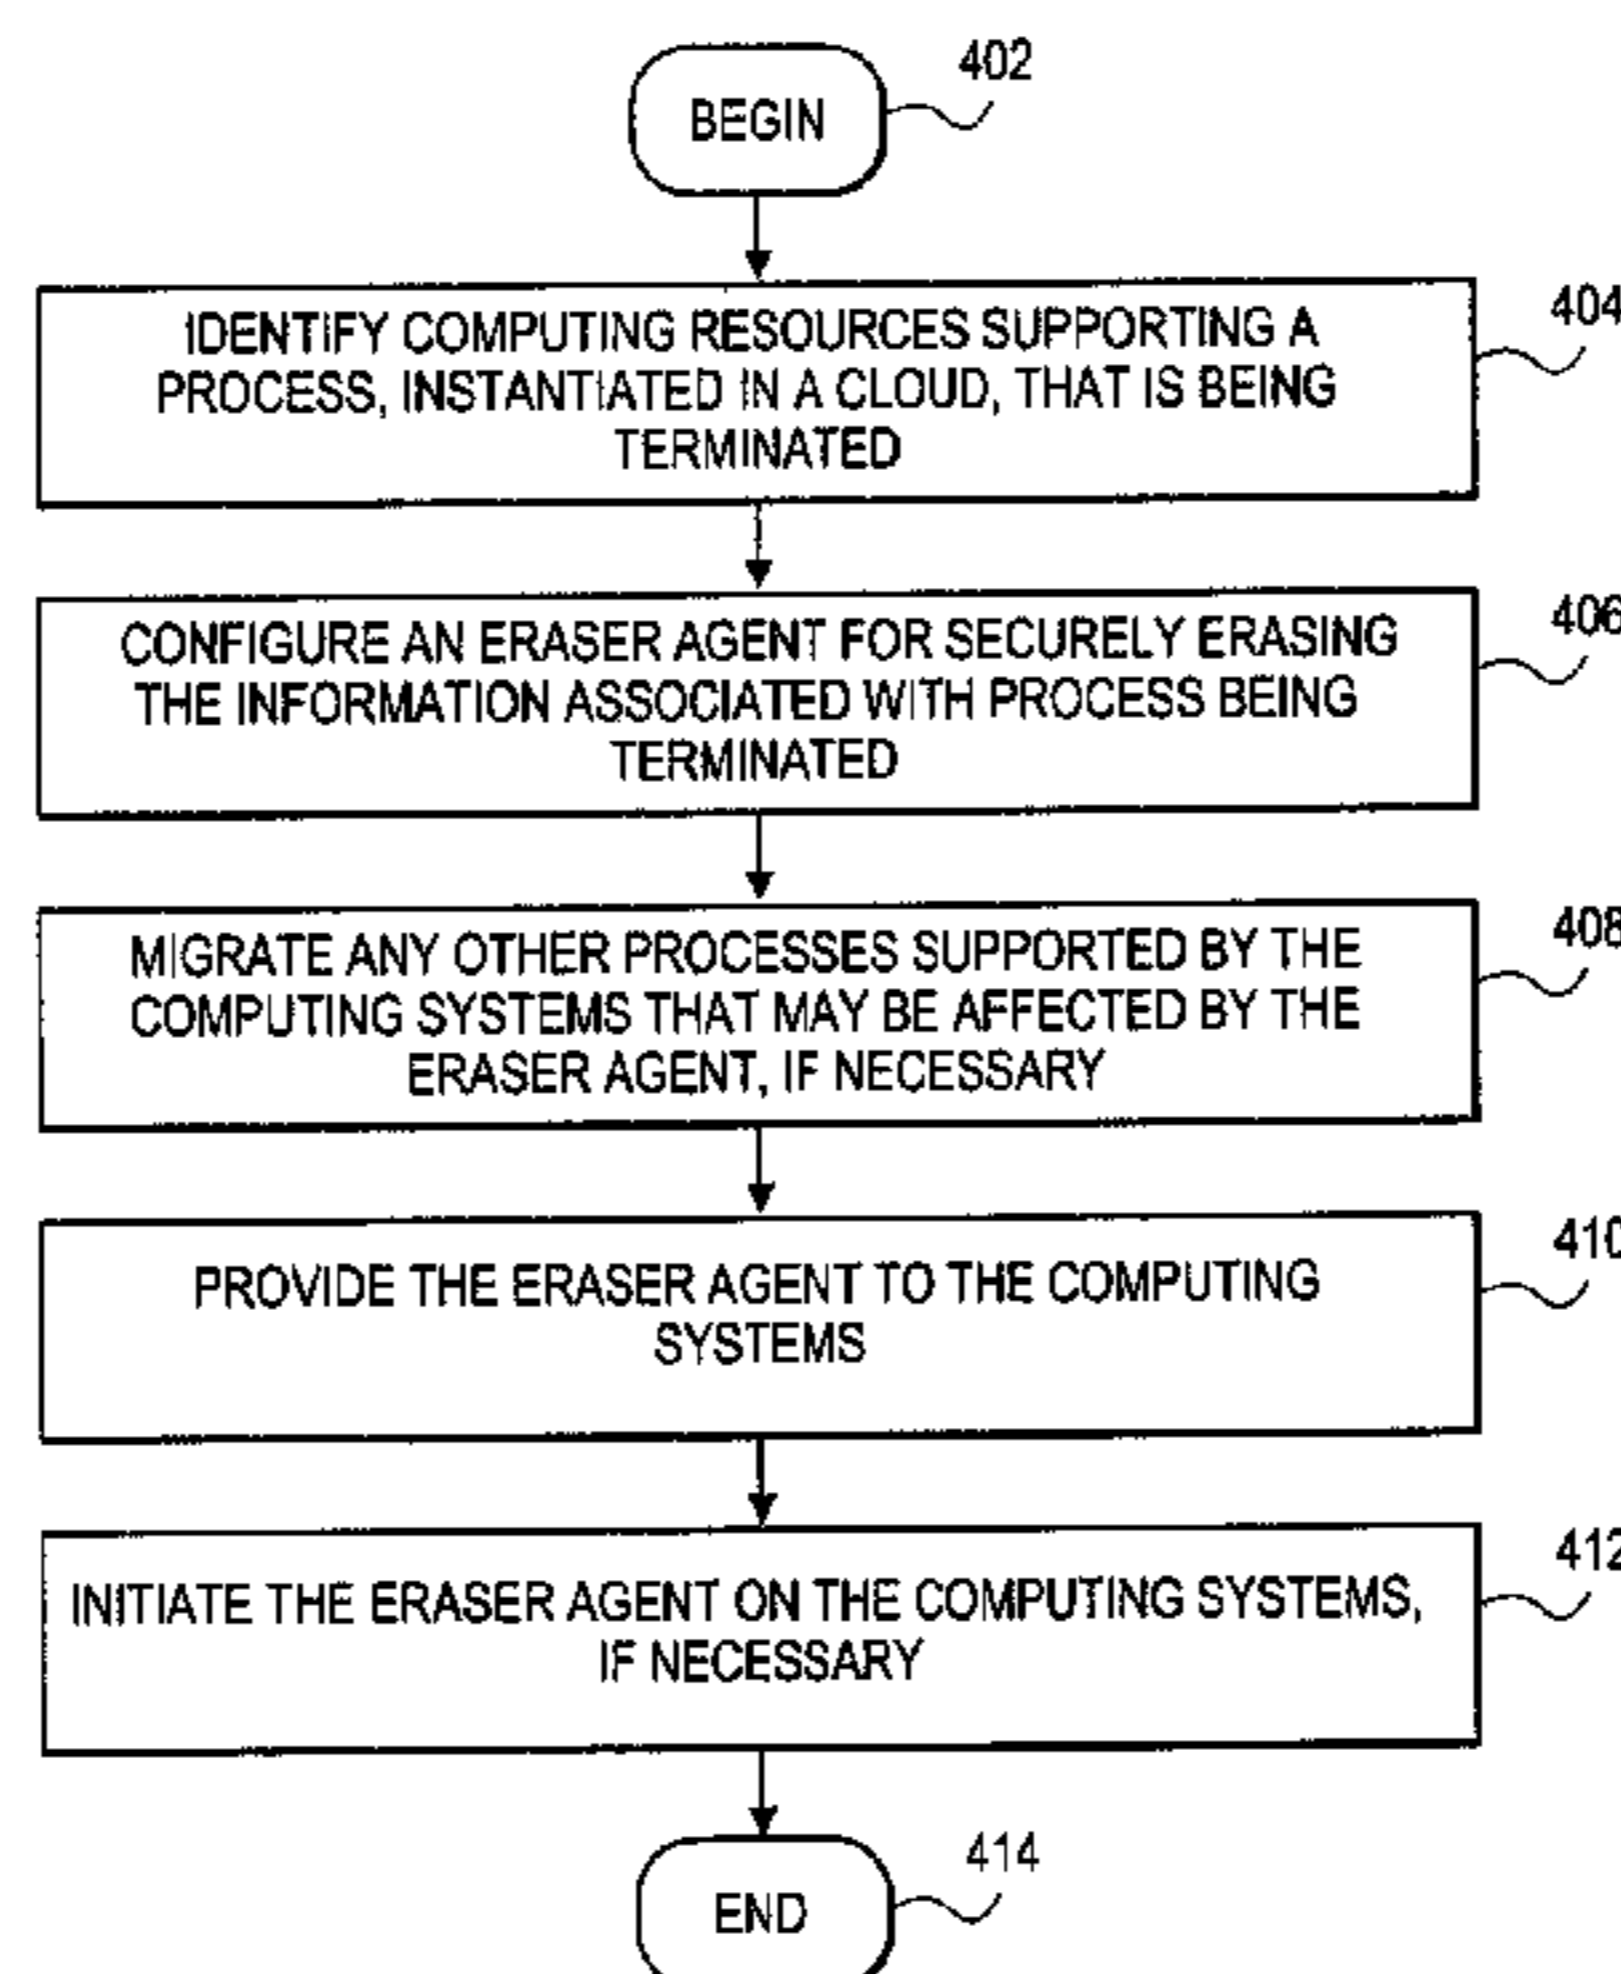 402
BEGIN
404
IDENTIFY COMPUTING RESOURCES SUPPORTING A
PROCESS, INSTANTIATED IN A CLOUD, THAT IS BEING
TERMINATED
406
CONFIGURE AN ERASER AGENT FOR SECURELY ERASING
THE INFORMATION ASSOCIATED WITH PROCESS BEING
TERMINATED
408
MIGRATE ANY OTHER PROCESSES SUPPORTED BY THE
COMPUTING SYSTEMS THAT MAY BE AFFECTED BY THE
ERASER AGENT, IF NECESSARY
410
PROVIDE THE ERASER AGENT TO THE COMPUTING
SYSTEMS
412
INITIATE THE ERASER AGENT ON THE COMPUTING SYSTEMS,
IF NECESSARY
414
END